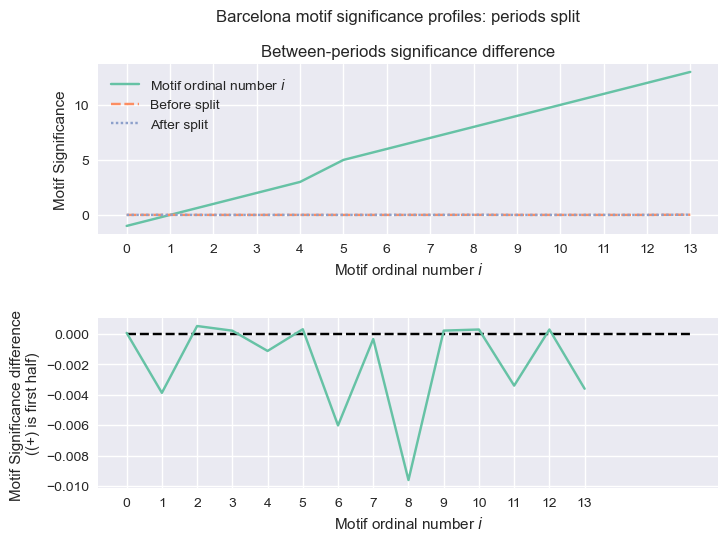 Barcelona motif significance profiles: periods split
Between-periods significance difference
Motif Significance
10
5
0
Motif ordinal number i
Before split
After split
0 1 2 3 4 5 6 7 8 9 10 11 12 13
Motif ordinal number i
Motif Significance difference
((+) is first half)
0.000
−0.002
−0.004
−0.006
−0.008
−0.010
0 1 2 3 4 5 6 7 8 9 10 11 12 13
Motif ordinal number i